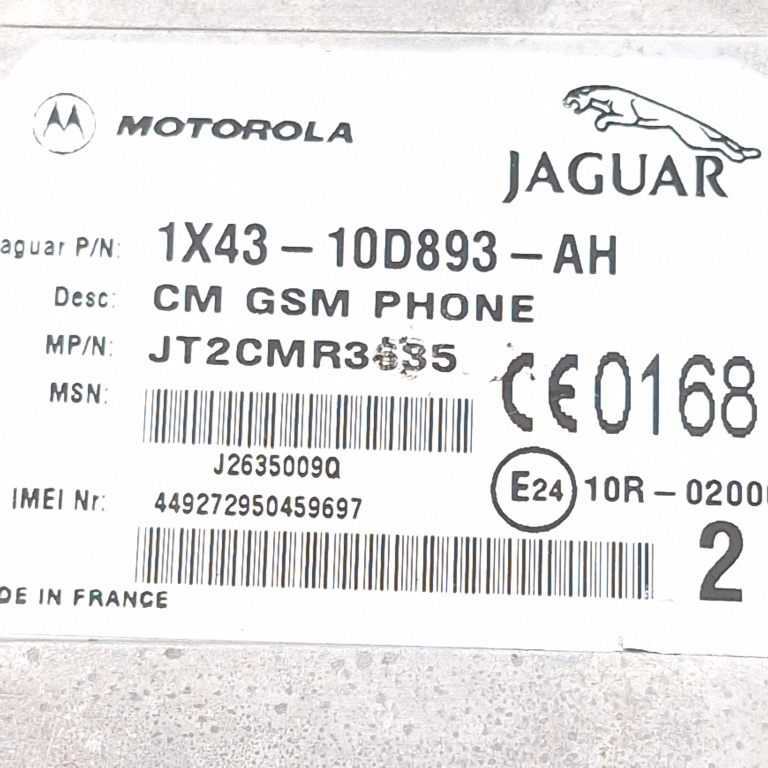 MOTOROLA
JAGUAR
aguar P/N: 1X43-10D893-AH
Desc: CM GSM PHONE
MP/N:
MSN:
CE0168
J2635009Q
E24 10R-0200
IMEI Nr: 449272950459697
2
DE IN FRANCE